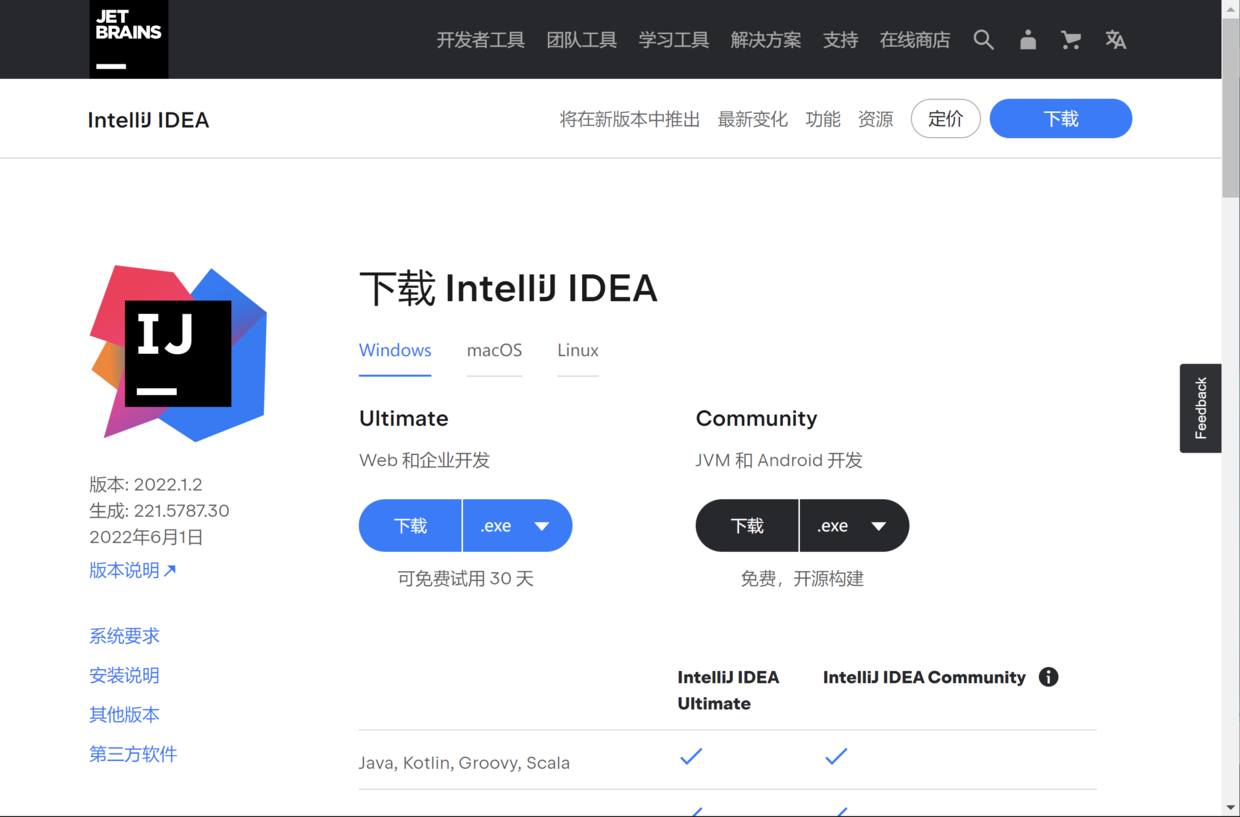 JET
BRAINS
开发者工具 团队工具 学习工具 解决方案 支持 在线商店
IntelliJ IDEA
将在新版本中推出 最新变化 功能 资源 定价 下载
IJ
下载 IntelliJ IDEA
Windows macOS Linux
Ultimate
Web 和企业开发
下载 .exe
可免费试用 30 天
Community
JVM 和 Android 开发
下载 .exe
免费，开源构建
版本: 2022.1.2
生成: 221.5787.30
2022年6月1日
版本说明
系统要求
安装说明
其他版本
第三方软件
IntelliJ IDEA
Ultimate
IntelliJ IDEA Community
Java, Kotlin, Groovy, Scala
Feedback